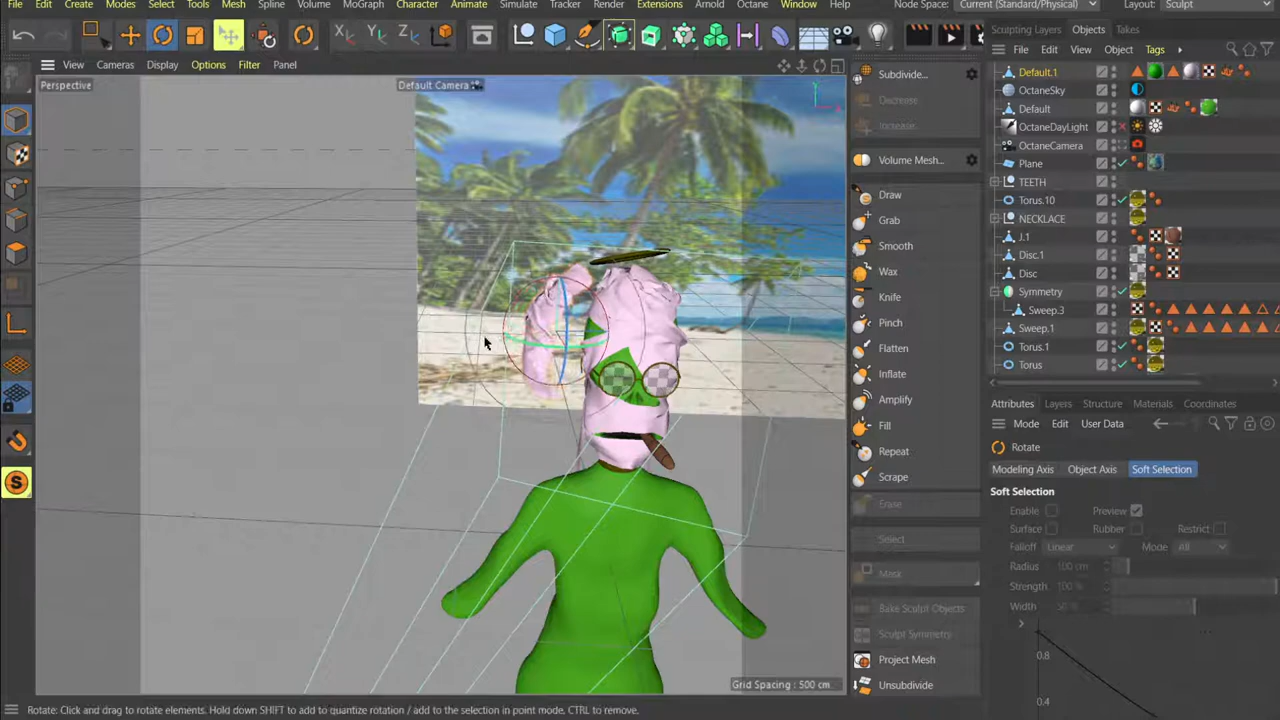 File Edit Create Modes Select Tools Mesh Spline Volume MoGraph Character Animate Simulate Tracker Render Extensions Arnold Octane Window Help Node Space: Current (Standard/Physical) Layout: Sculpt
Sculpting Layers Objects Takes
File Edit View Object Tags
View Cameras Display Options Filter Panel
Perspective
Default Camera
Grid Spacing : 500 cm
Subdivide...
Decrease
Increase
Volume Mesh...
Draw
Grab
Smooth
Wax
Knife
Pinch
Flatten
Inflate
Amplify
Fill
Repeat
Scrape
Erase
Select
Mask
Bake Sculpt Objects
Sculpt Symmetry
Project Mesh
Unsubdivide
Default.1
OctaneSky
Default
OctaneDayLight
OctaneCamera
Plane
TEETH
Torus.10
NECKLACE
J.1
Disc.1
Disc
Symmetry
Sweep.3
Sweep.1
Torus.1
Torus
Attributes Layers Structure Materials Coordinates
Mode Edit User Data
Rotate
Modeling Axis Object Axis Soft Selection
Soft Selection
Enable Preview
Surface Rubber Restrict
Falloff Linear Mode All
Radius 100 cm
Strength 100 %
Width 50 %
0.8
0.4
Rotate: Click and drag to rotate elements. Hold down SHIFT to add to quantize rotation / add to the selection in point mode, CTRL to remove.